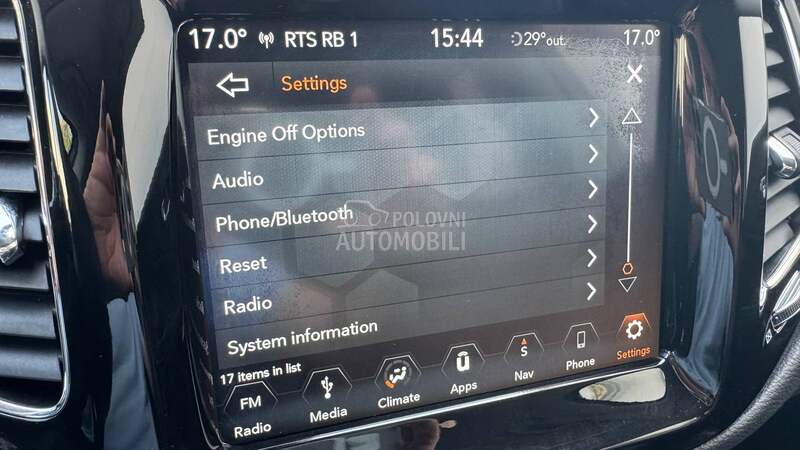 17.0° RTS RB 1 15:44 29° out. 17.0°
Settings
Engine Off Options
Audio
Phone/Bluetooth
Reset
Radio
System information
17 items in list
FM
Radio
Media
Climate
Apps
S
Nav
Phone
Settings
POLOVNI
AUTOMOBILI